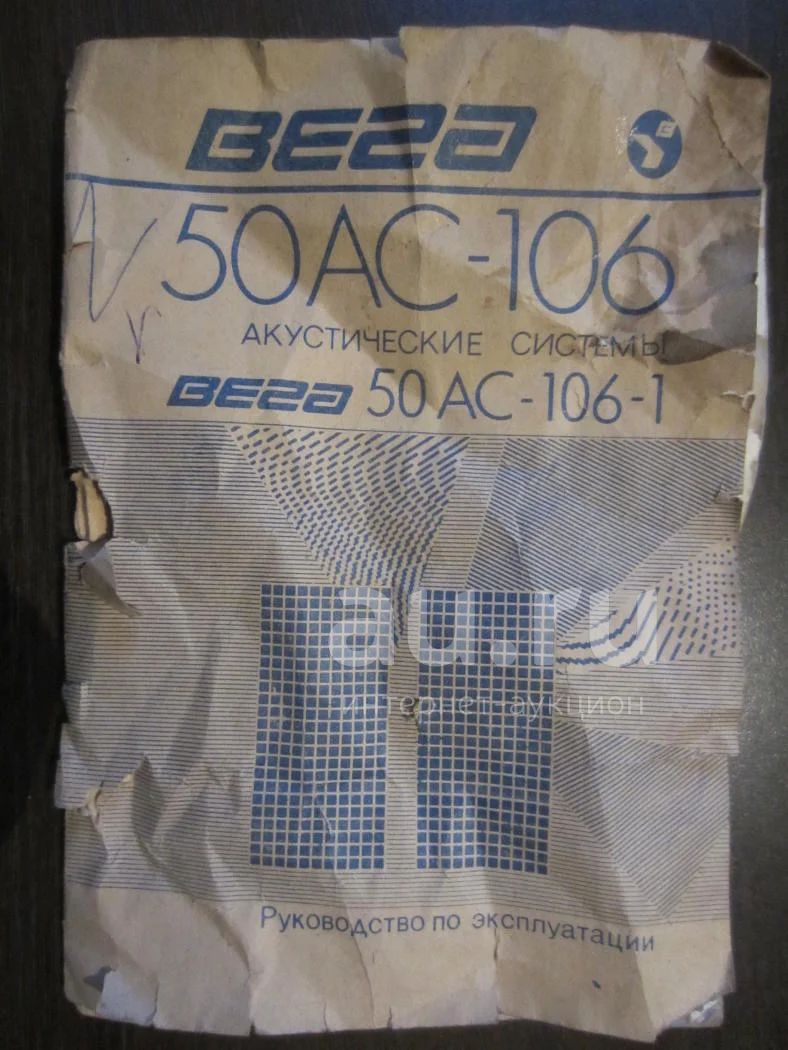 Вега
50АС-106
АКУСТИЧЕСКИЕ СИСТЕМЫ
Вега 50 АС-106-1
au.ru
интернет-аукцион
Руководство по эксплуатации